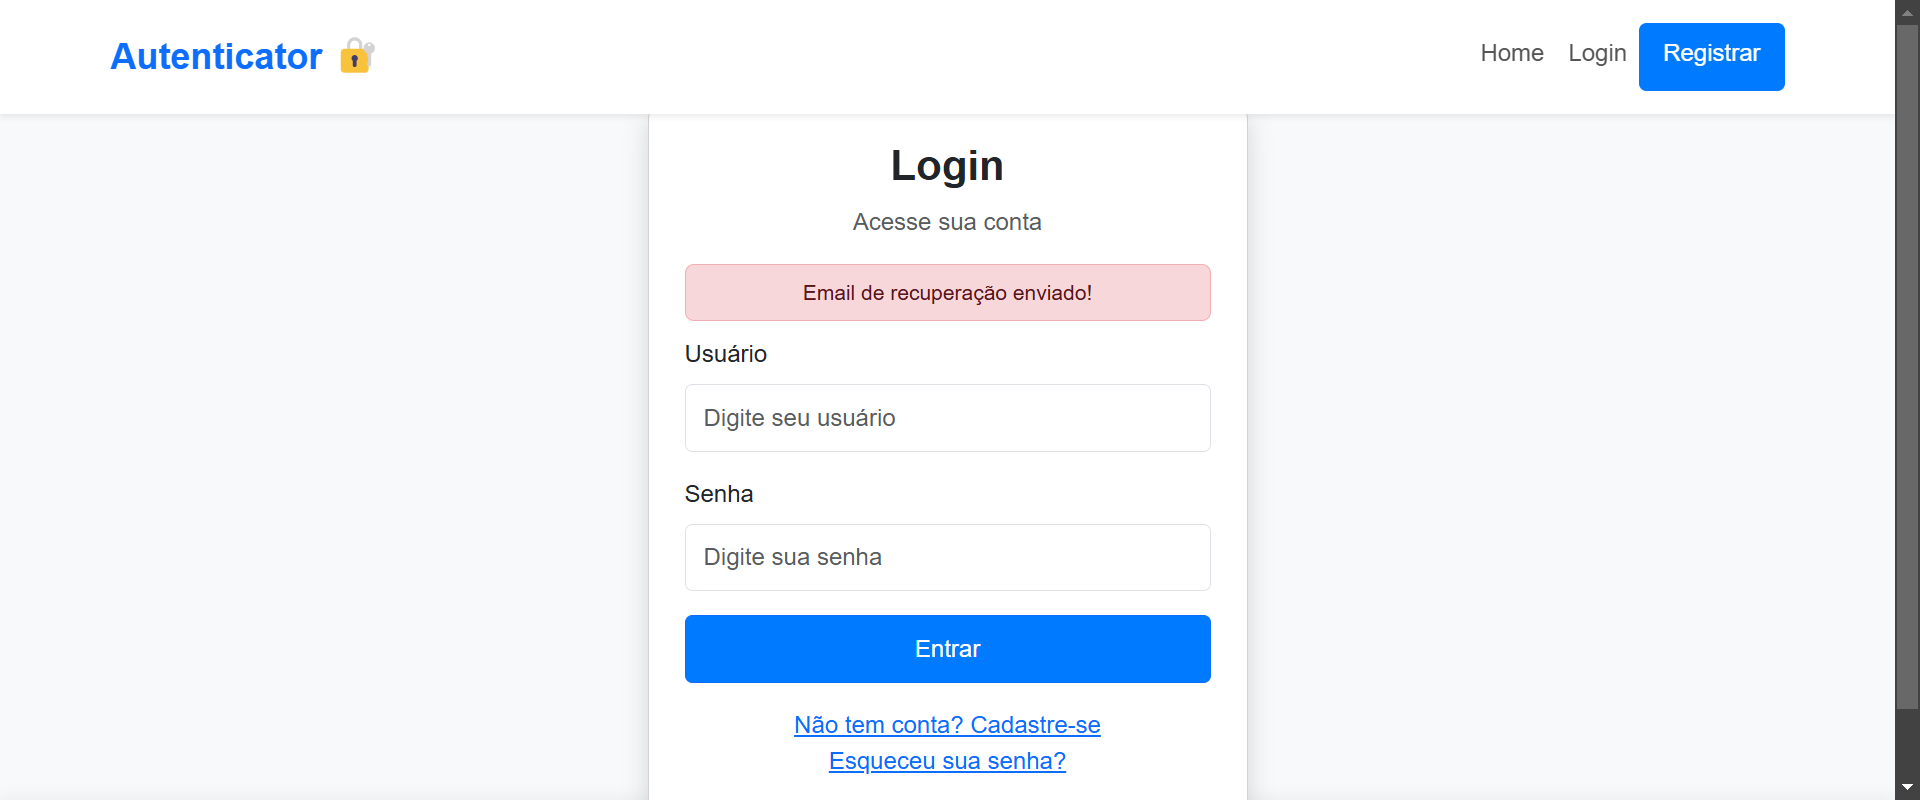 Autenticator
Home Login Registrar
Login
Acesse sua conta
Email de recuperação enviado!
Usuário
Digite seu usuário
Senha
Digite sua senha
Entrar
Não tem conta? Cadastre-se
Esqueceu sua senha?